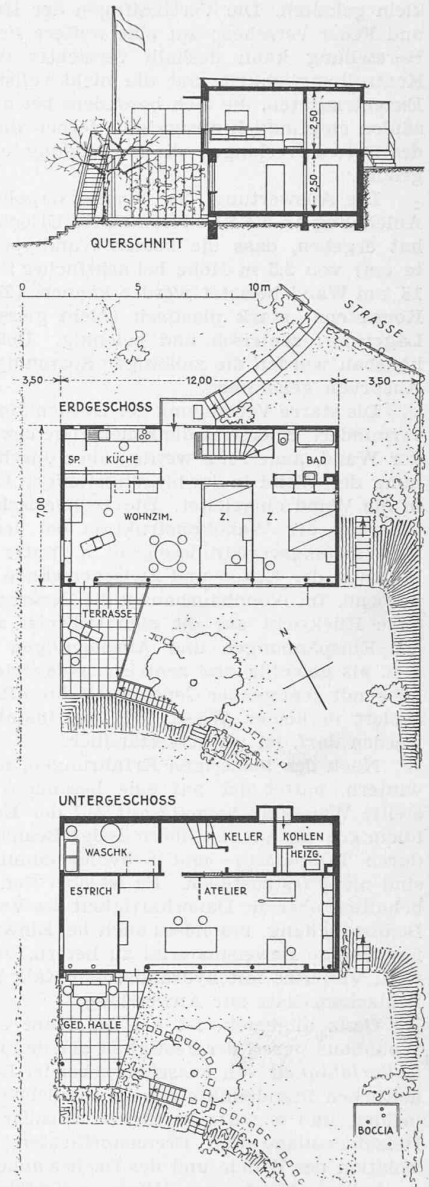 2,50
2,50
QUERSCHNITT
0 5 10 m
STRASSE
3,50 12,00 3,50
ERDGESCHOSS
7,00
SP. KÜCHE BAD
WOHNZIM.
TERRASSE
N
UNTERGESCHOSS
WASCHK. KELLER KOHLEN
HEIZG.
ESTRICH ATELIER
GED. HALLE
BOCCIA